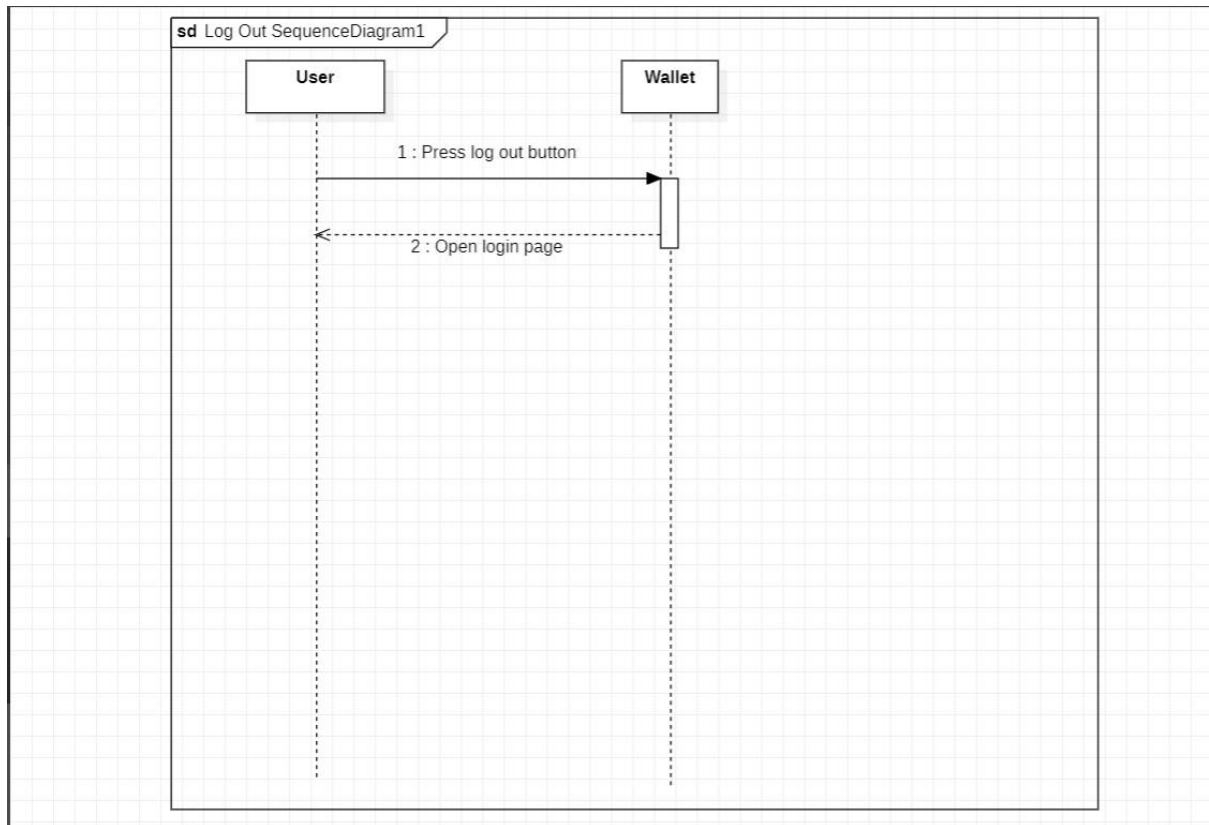 sd Log Out SequenceDiagram1
User
Wallet
1 : Press log out button
2 : Open login page